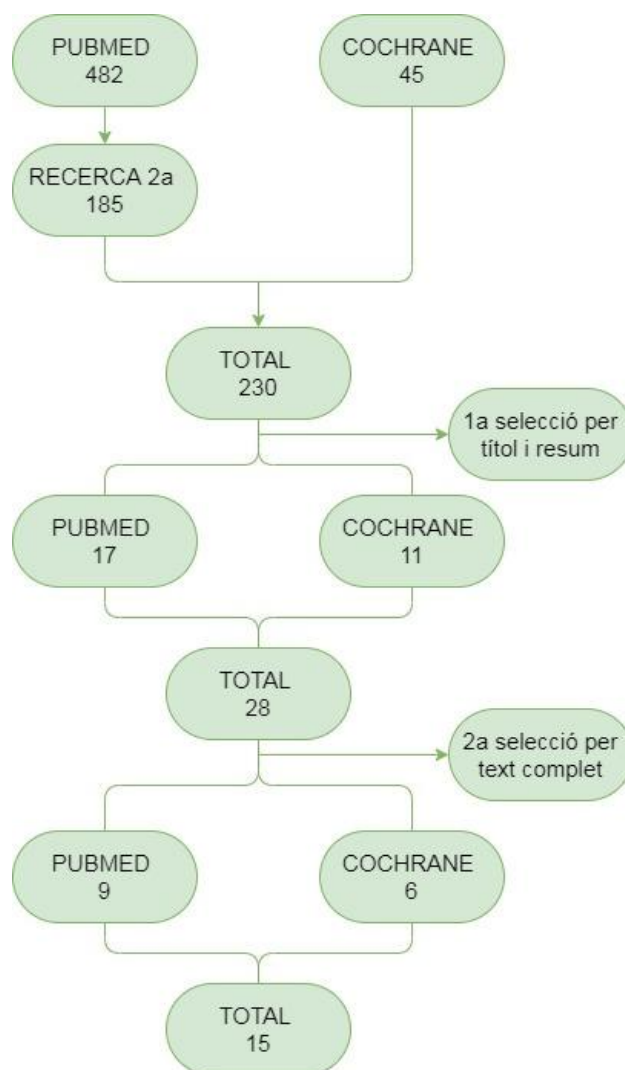 PUBMED
482
COCHRANE
45
RECERCA 2a
185
TOTAL
230
1a selecció per
títol i resum
PUBMED
17
COCHRANE
11
TOTAL
28
2a selecció per
text complet
PUBMED
9
COCHRANE
6
TOTAL
15